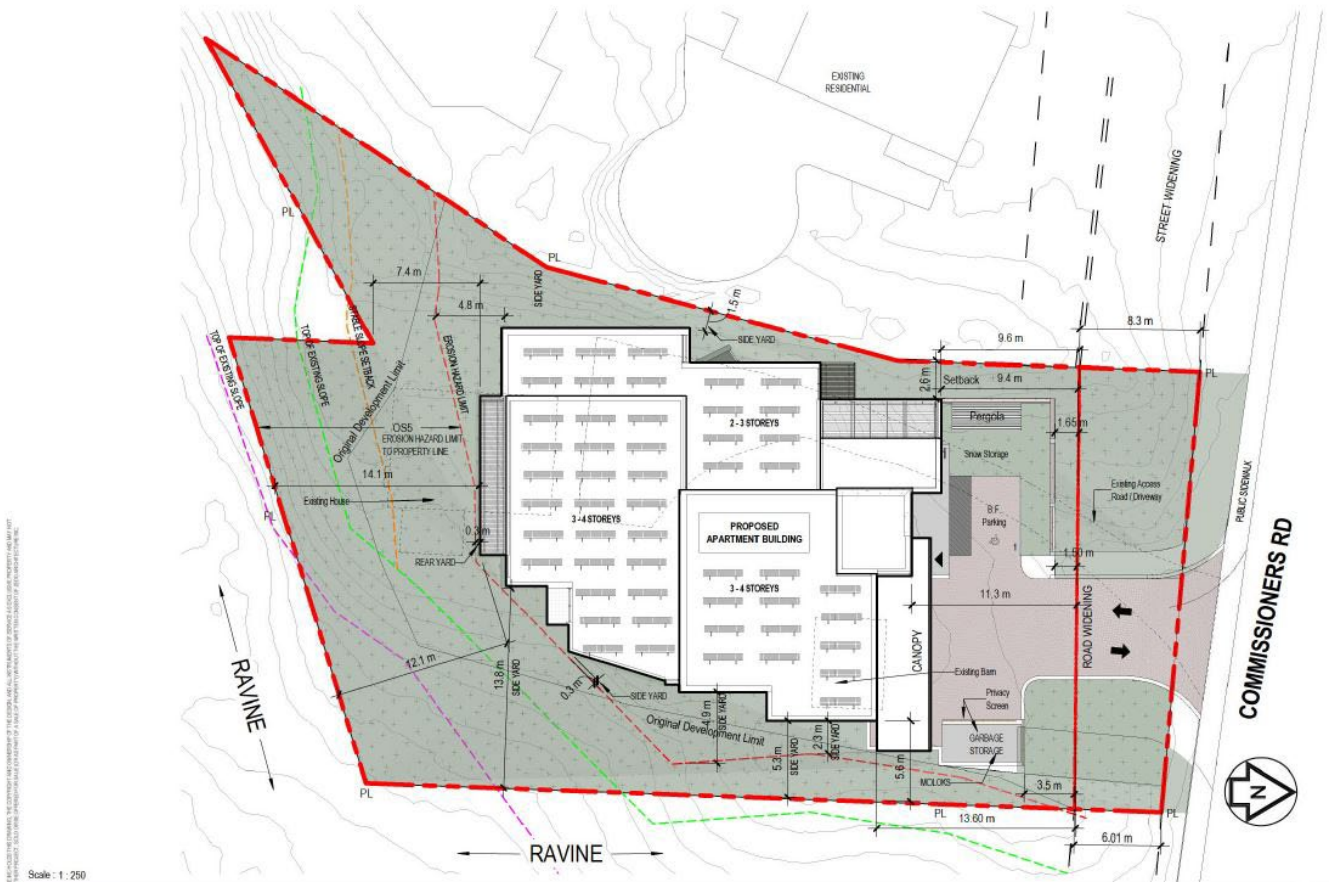 EXISTING
RESIDENTIAL
STREET WIDENING
PL
7.4 m
4.8 m
SIDE YARD
PL
1.5 m
SIDE YARD
8.3 m
9.6 m
Setback
9.4 m
2.6 m
PL
TOP OF EXISTING SLOPE
TOP OF EXISTING SLOPE
STABLE SLOPE SETBACK
EROSION HAZARD LIMIT
Original Development Limit
OS5
EROSION HAZARD LIMIT
TO PROPERTY LINE
14.1 m
Existing House
PL
0.3 m
REAR YARD
2 - 3 STOREYS
3 - 4 STOREYS
PROPOSED
APARTMENT BUILDING
3 - 4 STOREYS
Pergola
1.65 m
Snow Storage
Existing Access
Road / Driveway
PUBLIC SIDEWALK
B.F.
Parking
1
1.50 m
11.3 m
ROAD WIDENING
CANOPY
COMMISSIONERS RD
Existing Barn
Privacy
Screen
GARBAGE
STORAGE
MOLOKS
RAVINE
12.1 m
13.8 m
SIDE YARD
0.3 m
SIDE YARD
4.9 m
SIDE YARD
Original Development Limit
5.3 m
SIDE YARD
2.3 m
SIDE YARD
5.6 m
3.5 m
PL
PL
13.60 m
PL
6.01 m
RAVINE
N
Scale : 1 : 250